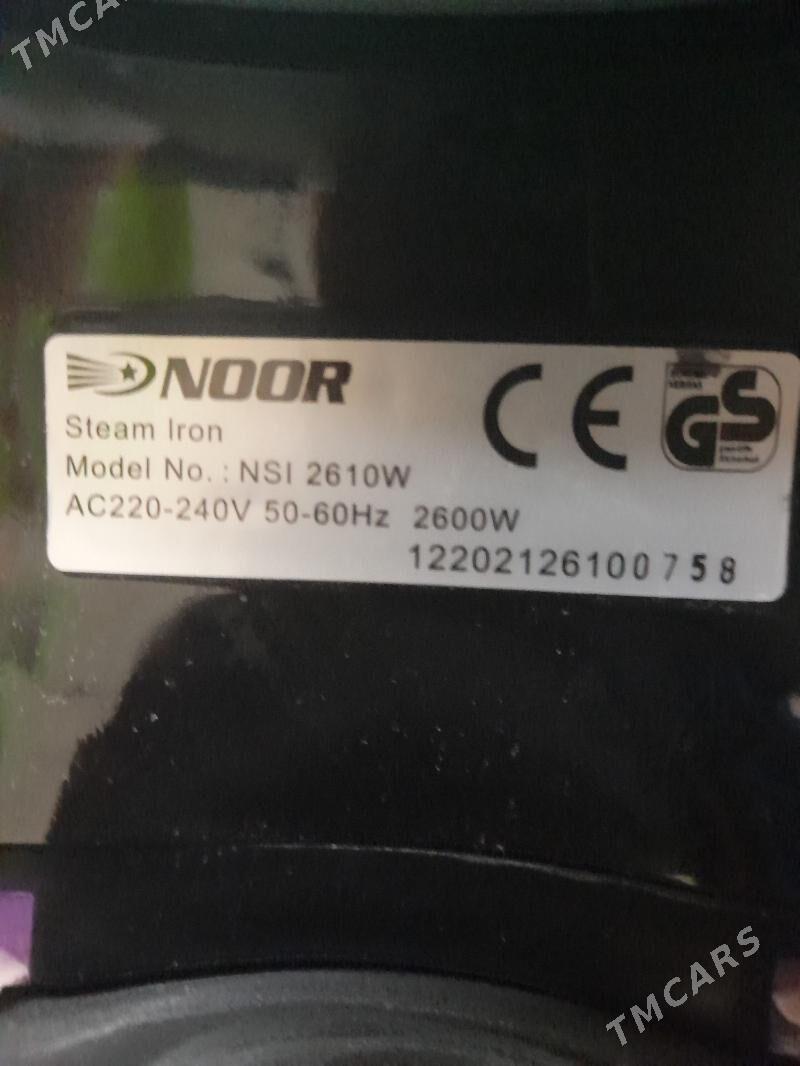 TMCARS
NOOR
CE
GS
Steam Iron
Model No.: NSI 2610W
AC220-240V 50-60Hz 2600W
12202126100758
TMCARS